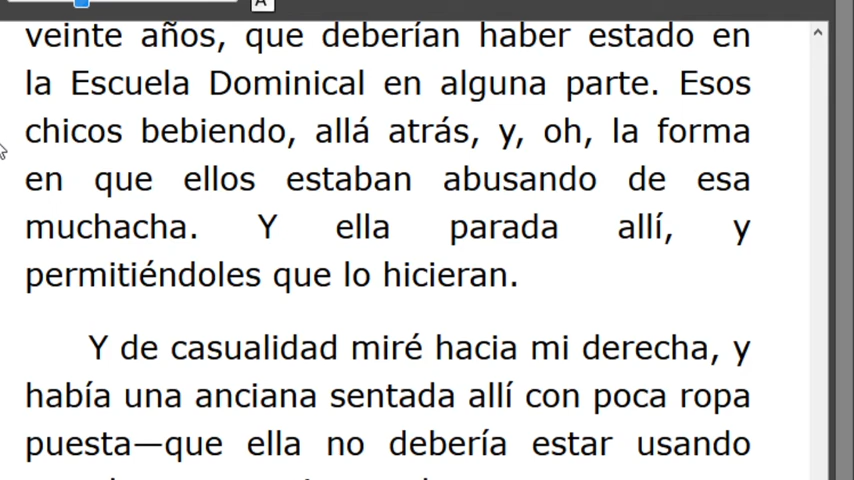 A
veinte años, que deberían haber estado en
la Escuela Dominical en alguna parte. Esos
chicos bebiendo, allá atrás, y, oh, la forma
en que ellos estaban abusando de esa
muchacha. Y ella parada allí, y
permitiéndoles que lo hicieran.
Y de casualidad miré hacia mi derecha, y
había una anciana sentada allí con poca ropa
puesta—que ella no debería estar usando